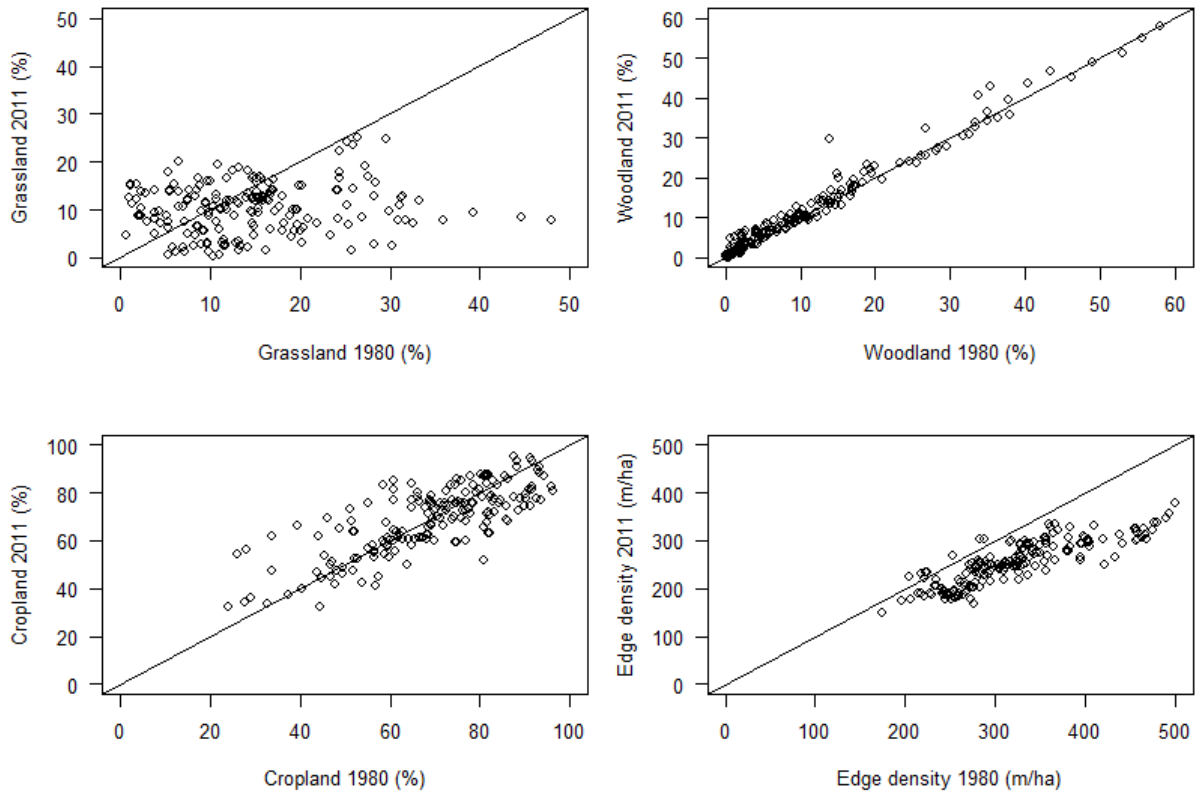 50
40
30
20
10
0
Grassland 2011 (%)
0 10 20 30 40 50
Grassland 1980 (%)
60
50
40
30
20
10
0
Woodland 2011 (%)
0 10 20 30 40 50 60
Woodland 1980 (%)
100
80
60
40
20
0
Cropland 2011 (%)
0 20 40 60 80 100
Cropland 1980 (%)
500
400
300
200
100
0
Edge density 2011 (m/ha)
0 100 200 300 400 500
Edge density 1980 (m/ha)